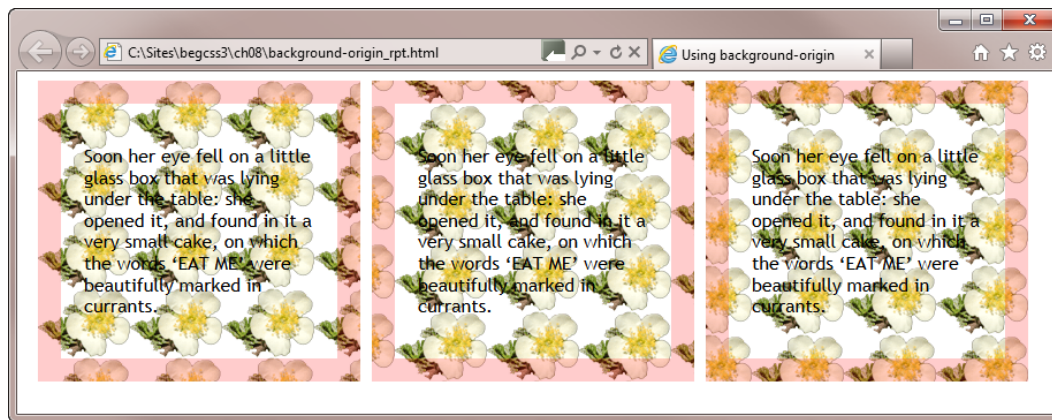 C:\Sites\begcss3\ch08\background-origin_rpt.html
Using background-origin
Soon her eye fell on a little
glass box that was lying
under the table: she
opened it, and found in it a
very small cake, on which
the words ‘EAT ME’ were
beautifully marked in
currants.
Soon her eye fell on a little
glass box that was lying
under the table: she
opened it, and found in it a
very small cake, on which
the words ‘EAT ME’ were
beautifully marked in
currants.
Soon her eye fell on a little
glass box that was lying
under the table: she
opened it, and found in it a
very small cake, on which
the words ‘EAT ME’ were
beautifully marked in
currants.